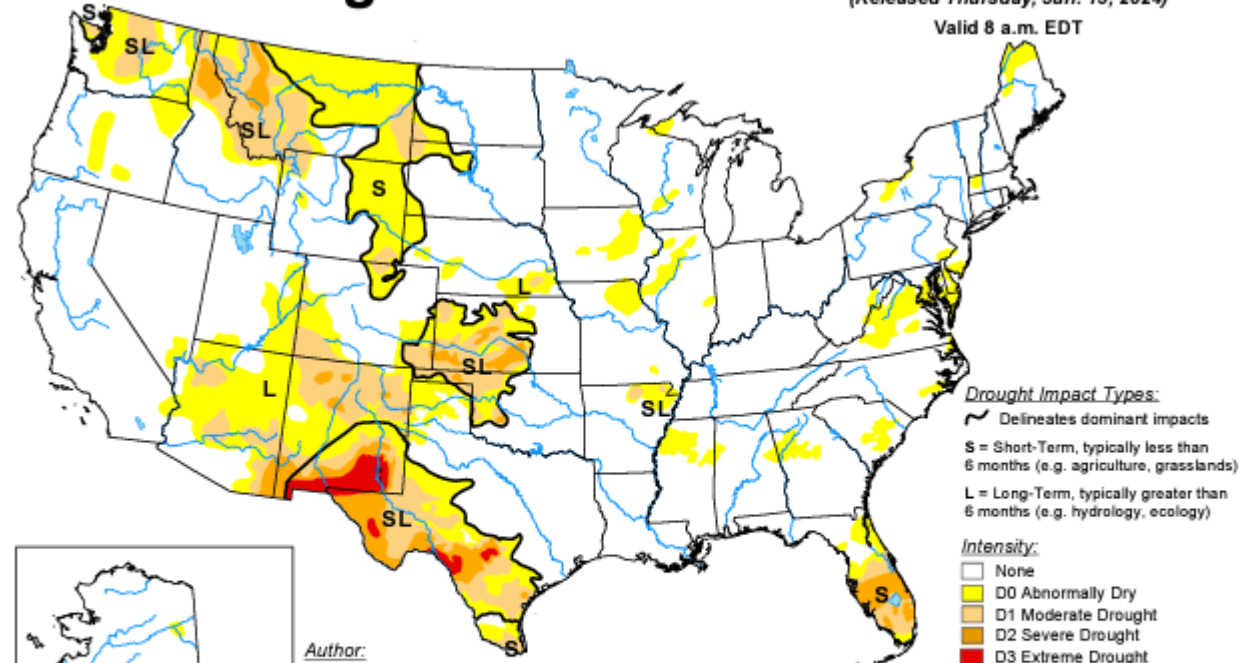 (Released Thursday, Jun. 13, 2024)
Valid 8 a.m. EDT
S
SL
SL
S
L
L
SL
SL
SL
S
S
Drought Impact Types:
Delineates dominant impacts
S = Short-Term, typically less than
6 months (e.g. agriculture, grasslands)
L = Long-Term, typically greater than
6 months (e.g. hydrology, ecology)
Intensity:
None
D0 Abnormally Dry
D1 Moderate Drought
D2 Severe Drought
D3 Extreme Drought
Author: